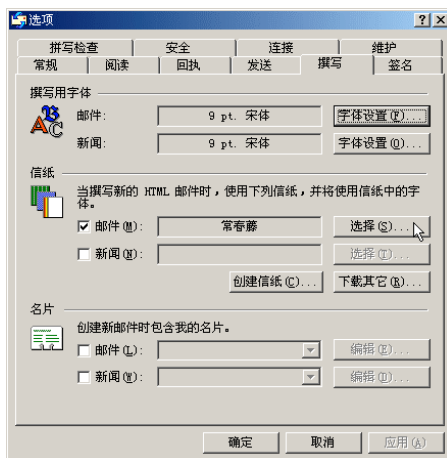 选项
拼写检查 安全 连接 维护
常规 阅读 回执 发送 撰写 签名
撰写用字体
邮件: 9 pt. 宋体 字体设置(F)...
新闻: 9 pt. 宋体 字体设置(O)...
信纸
当撰写新的 HTML 邮件时，使用下列信纸，并将使用信纸中的字
体。
邮件(M): 常春藤 选择(S)...
新闻(N): 选择(T)...
创建信纸(C)... 下载其它(R)...
名片
创建新邮件时包含我的名片。
邮件(L): 编辑(E)...
新闻(W): 编辑(D)...
确定 取消 应用(A)